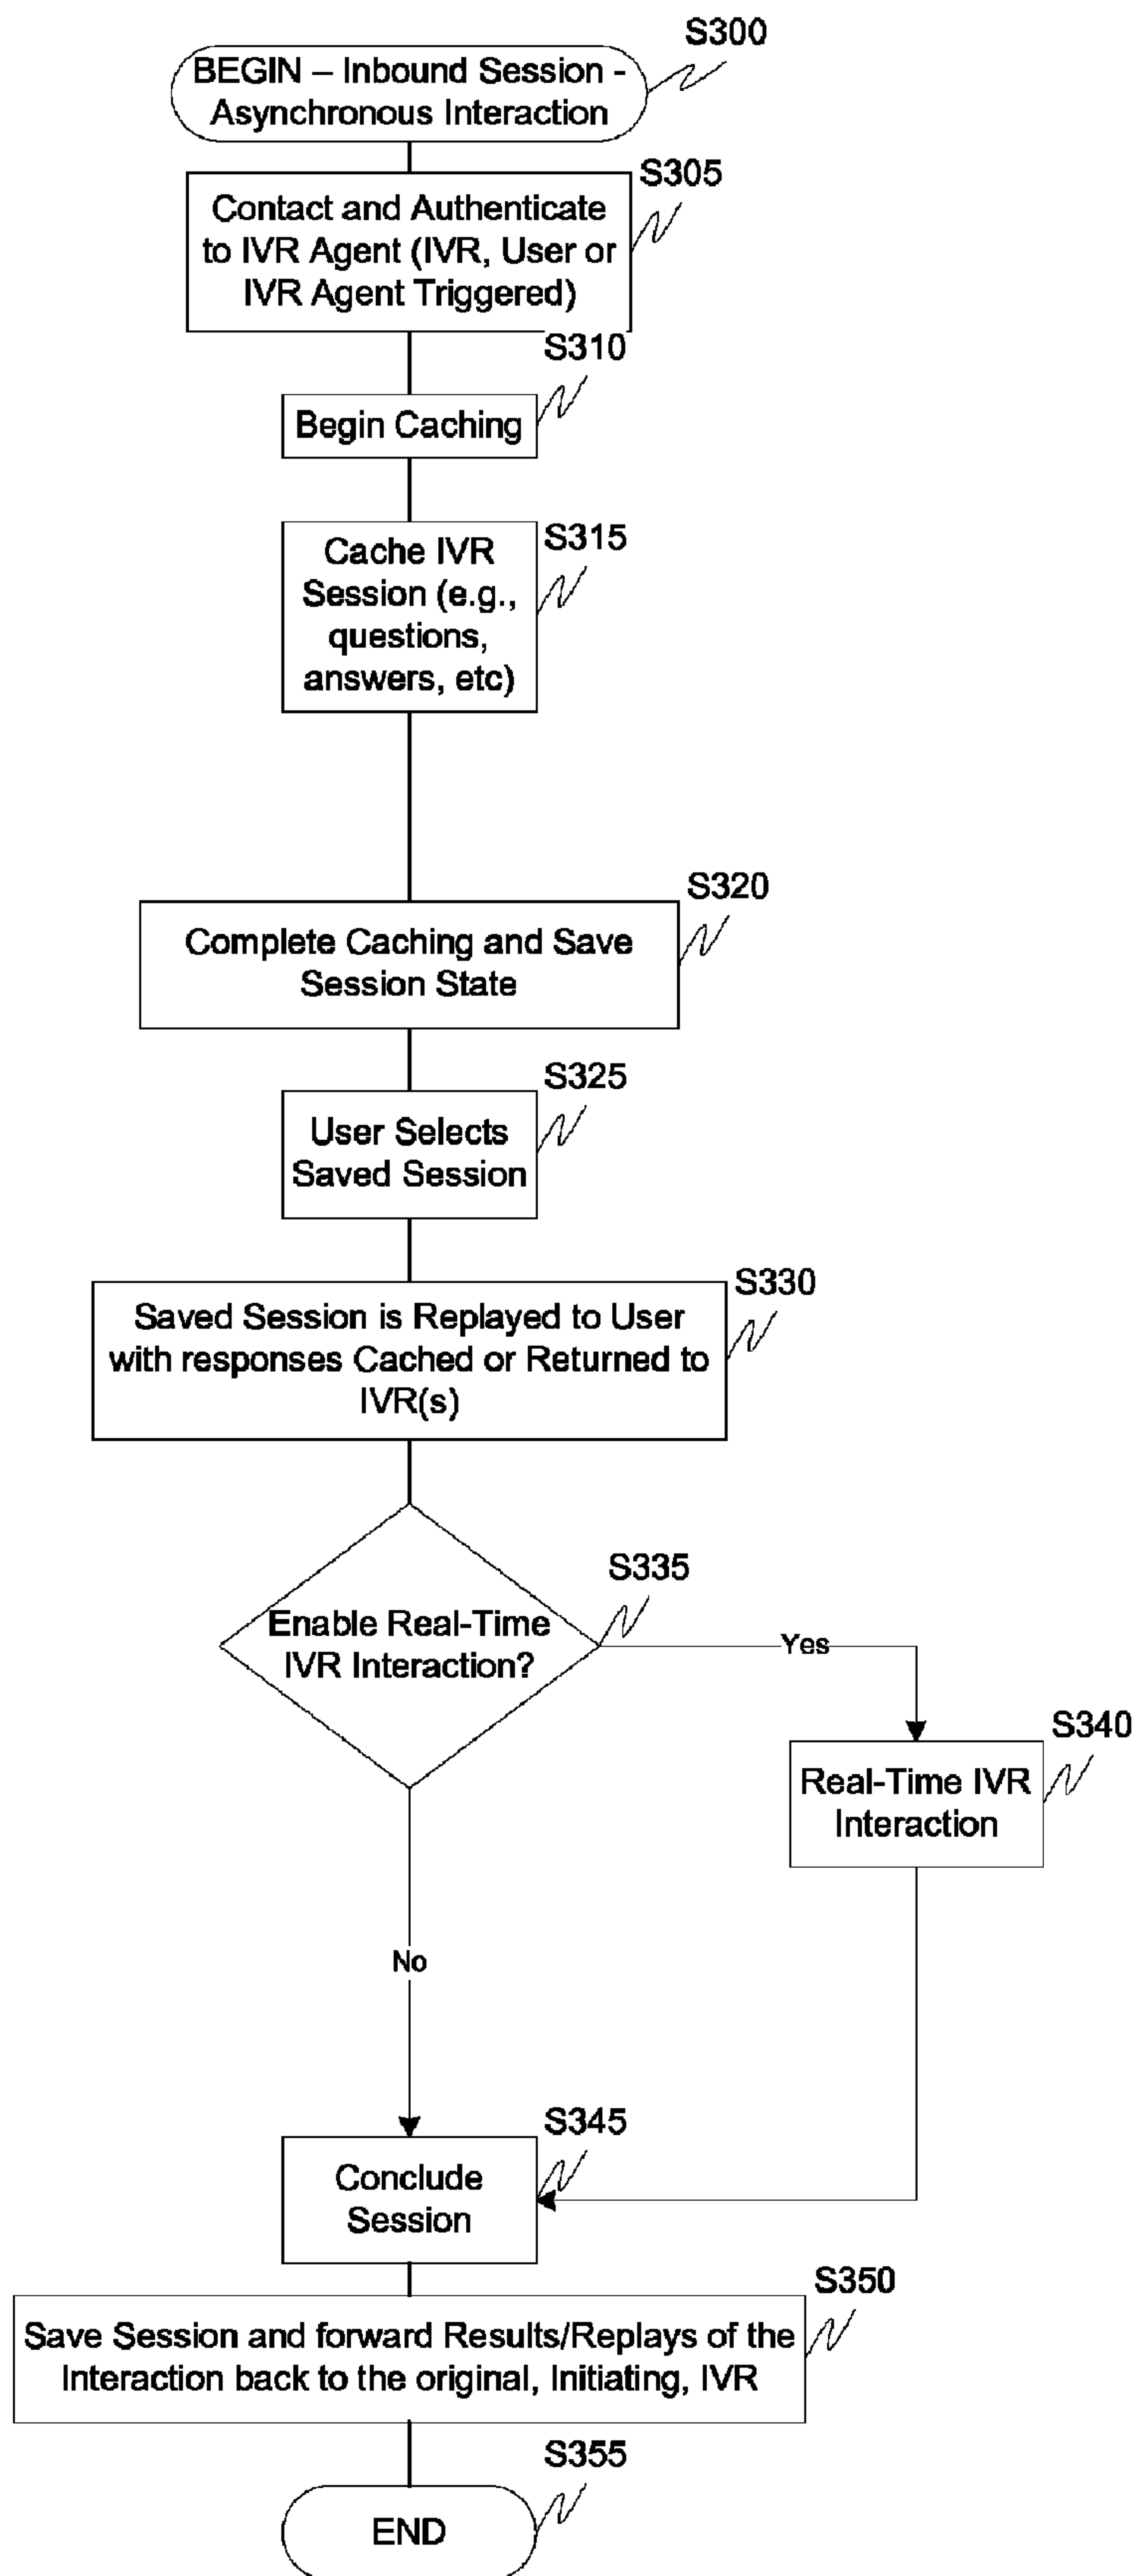 S300
BEGIN – Inbound Session -
Asynchronous Interaction
S305
Contact and Authenticate
to IVR Agent (IVR, User or
IVR Agent Triggered)
S310
Begin Caching
S315
Cache IVR
Session (e.g.,
questions,
answers, etc)
S320
Complete Caching and Save
Session State
S325
User Selects
Saved Session
S330
Saved Session is Replayed to User
with responses Cached or Returned to
IVR(s)
S335
Enable Real-Time
IVR Interaction?
Yes
S340
Real-Time IVR
Interaction
No
S345
Conclude
Session
S350
Save Session and forward Results/Replays of the
Interaction back to the original, Initiating, IVR
S355
END